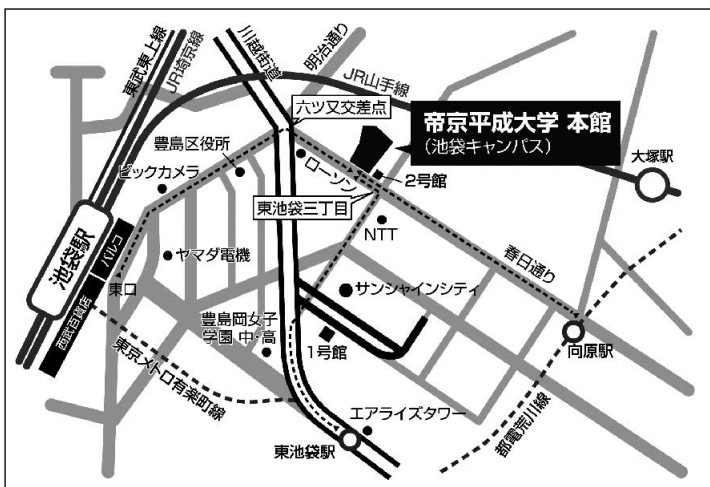 東武東上線
JR埼京線
川越街道
明治通り
JR山手線
六ツ又交差点
帝京平成大学 本館
(池袋キャンパス)
豊島区役所
ビックカメラ
ローソン
2号館
大塚駅
東池袋三丁目
NTT
池袋駅
パルコ
ヤマダ電機
春日通り
東口
サンシャインシティ
西武百貨店
豊島岡女子
学園 中・高
1号館
向原駅
東京メトロ有楽町線
エアライズタワー
都電荒川線
東池袋駅